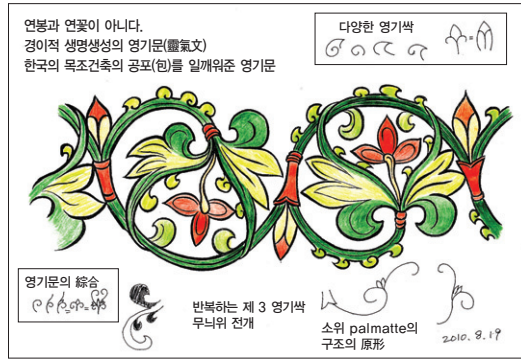 연봉과 연꽃이 아니다.
경이적 생명생성의 영기문(靈氣文)
한국의 목조건축의 공포(包)를 일깨워준 영기문
다양한 영기싹
영기문의 綜合
반복하는 제 3 영기싹
무늬위 전개
소위 palmatte의
구조의 原形
2010. 8. 19